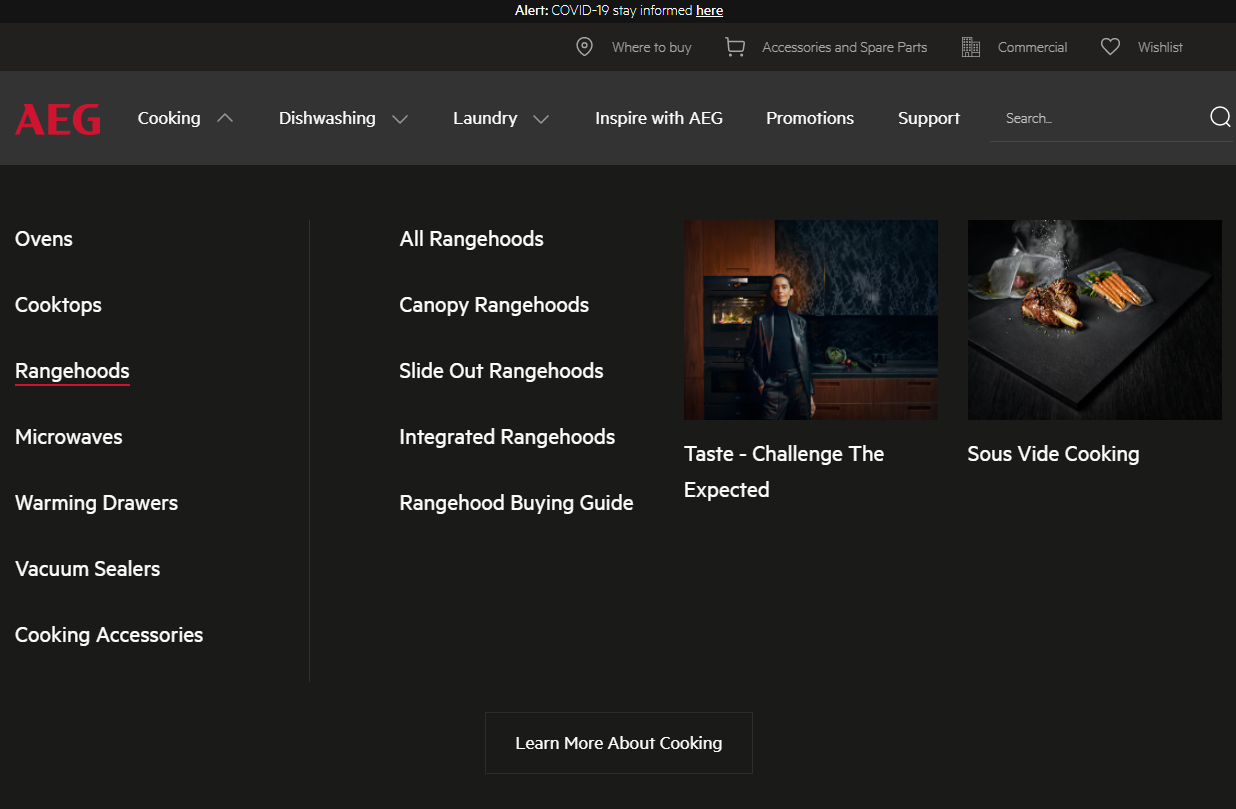 Alert: COVID-19 stay informed here
Where to buy
Accessories and Spare Parts
Commercial
Wishlist
AEG
Cooking
Dishwashing
Laundry
Inspire with AEG
Promotions
Support
Search...
Ovens
Cooktops
Rangehoods
Microwaves
Warming Drawers
Vacuum Sealers
Cooking Accessories
All Rangehoods
Canopy Rangehoods
Slide Out Rangehoods
Integrated Rangehoods
Rangehood Buying Guide
Taste - Challenge The
Expected
Sous Vide Cooking
Learn More About Cooking